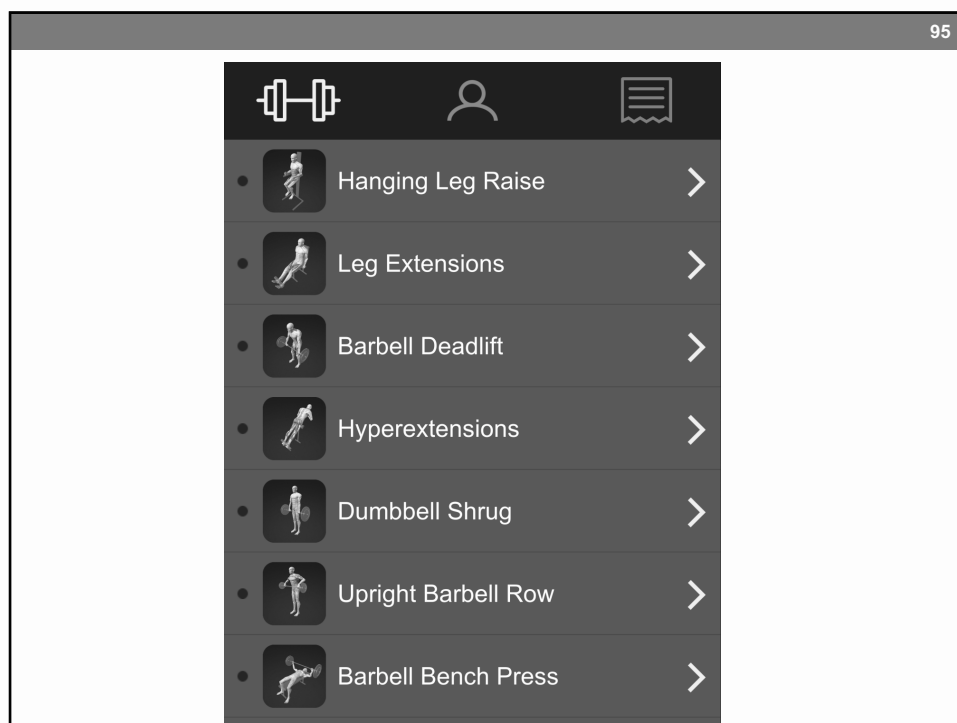 95
Hanging Leg Raise
Leg Extensions
Barbell Deadlift
Hyperextensions
Dumbbell Shrug
Upright Barbell Row
Barbell Bench Press